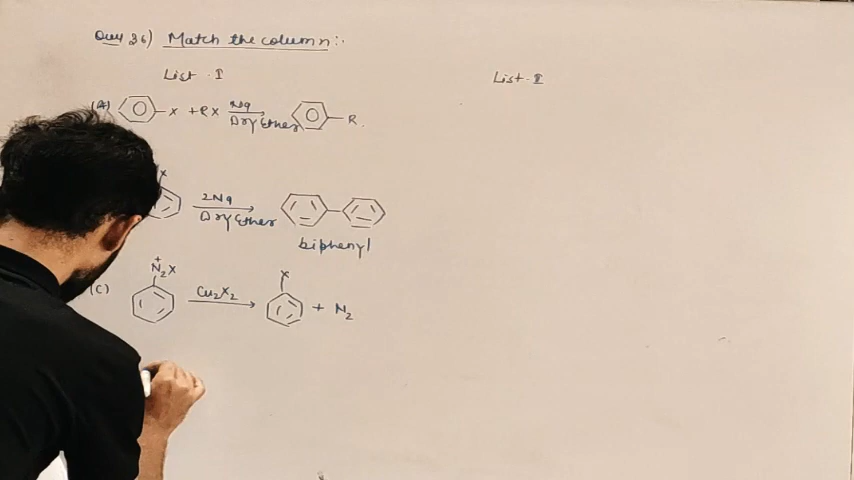 Que 26) Match the column:-
List - I
List - II
(A) X + RX Na Dry Ether R.
X 2Na Dry Ether
biphenyl
(C) N2+X Cu2X2 X + N2